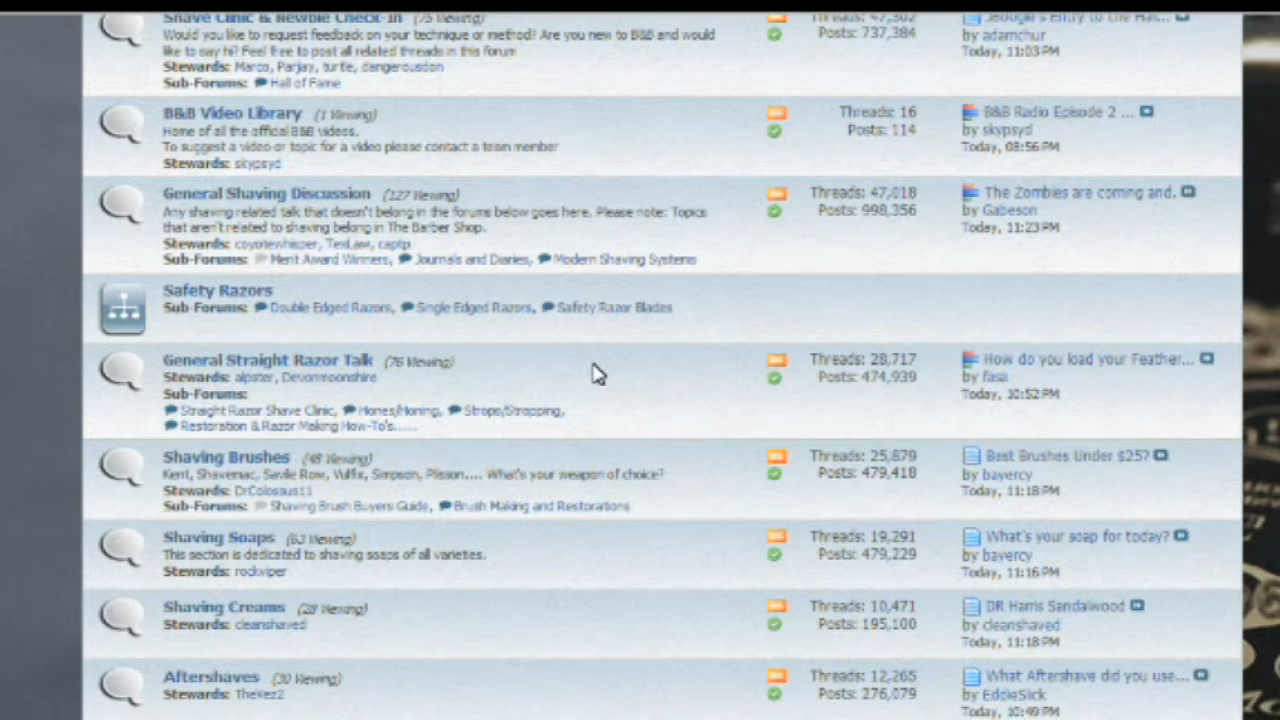 Shave Clinic & Newbie Check-In (75 Viewing) Threads: 47,302
Would you like to request feedback on your technique or method? Are you new to B&B and would Posts: 737,384 by adamchur
like to say hi? Feel free to post all related threads in this forum Today, 11:03 PM
Stewards: Marco, Parjay, turtle, dangerousdon
Sub-Forums: Hall of Fame
B&B Video Library (1 Viewing) Threads: 16 B&B Radio Episode 2 ...
Home of all the official B&B videos. Posts: 114 by skypsyd
To suggest a video or topic for a video please contact a team member Today, 08:56 PM
Stewards: skypsyd
General Shaving Discussion (127 Viewing) Threads: 47,018 The Zombies are coming and.
Any shaving related talk that doesn't belong in the forums below goes here. Please note: Topics Posts: 998,356 by Gabeson
that aren't related to shaving belong in The Barber Shop. Today, 11:23 PM
Stewards: coyotewhisper, TexLaw, captp
Sub-Forums: Merit Award Winners, Journals and Diaries, Modern Shaving Systems
Safety Razors
Sub-Forums: Double Edged Razors, Single Edged Razors, Safety Razor Blades
General Straight Razor Talk (76 Viewing) Threads: 28,717 How do you load your Feather...
Stewards: alpster, Devonmoonshire Posts: 474,939 by fasa
Sub-Forums: Today, 10:52 PM
Straight Razor Shave Clinic, Hones/Honing, Strops/Stropping,
Restoration & Razor Making How-To's.....
Shaving Brushes (48 Viewing) Threads: 25,879 Best Brushes Under $25?
Kent, Shavemac, Savile Row, Vulfix, Simpson, Plisson.... What's your weapon of choice? Posts: 479,418 by bavercy
Stewards: DrColossus11 Today, 11:18 PM
Sub-Forums: Shaving Brush Buyers Guide, Brush Making and Restorations
Shaving Soaps (63 Viewing) Threads: 19,291 What's your soap for today?
This section is dedicated to shaving soaps of all varieties. Posts: 479,229 by bavercy
Stewards: rockviper Today, 11:16 PM
Shaving Creams (28 Viewing) Threads: 10,471 DR Harris Sandalwood
Stewards: cleanshaved Posts: 195,100 by cleanshaved
Today, 11:18 PM
Aftershaves (30 Viewing) Threads: 12,265 What Aftershave did you use...
Stewards: TheVez2 Posts: 276,079 by EddieSlick
Today, 10:49 PM